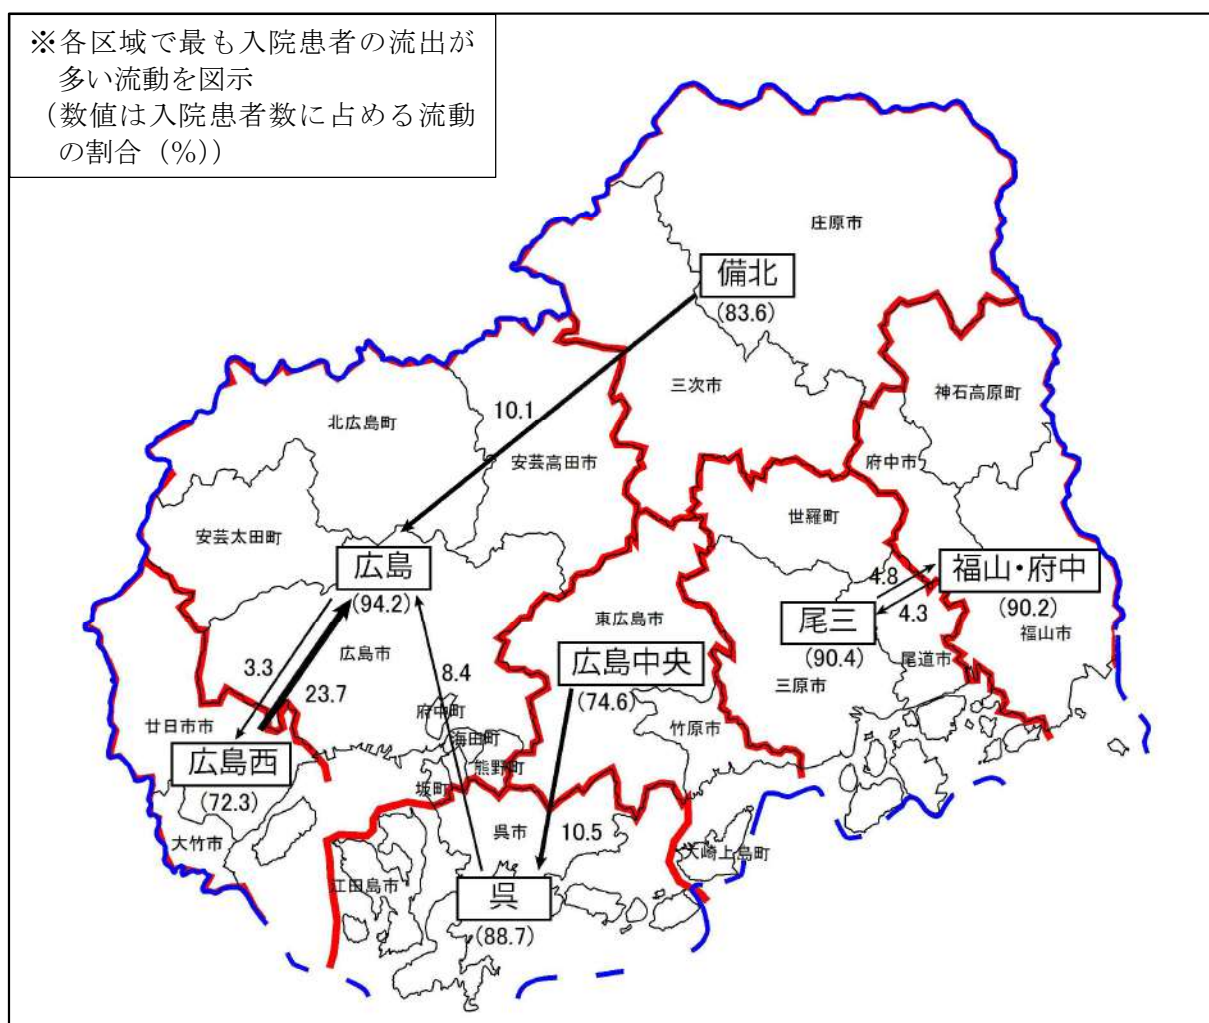 ※各区域で最も入院患者の流出が
多い流動を図示
（数値は入院患者数に占める流動
の割合（%））
庄原市
備北
（83.6）
三次市
神石高原町
10.1
北広島町
安芸高田市
府中市
世羅町
安芸太田町
広島
（94.2）
福山・府中
（90.2）
4.8
4.3
福山市
尾三
（90.4）
尾道市
三原市
東広島市
広島中央
（74.6）
広島市
3.3
23.7
8.4
竹原市
府中町
海田町
熊野町
坂町
廿日市市
広島西
（72.3）
大竹市
呉市
10.5
大崎上島町
江田島市
呉
（88.7）